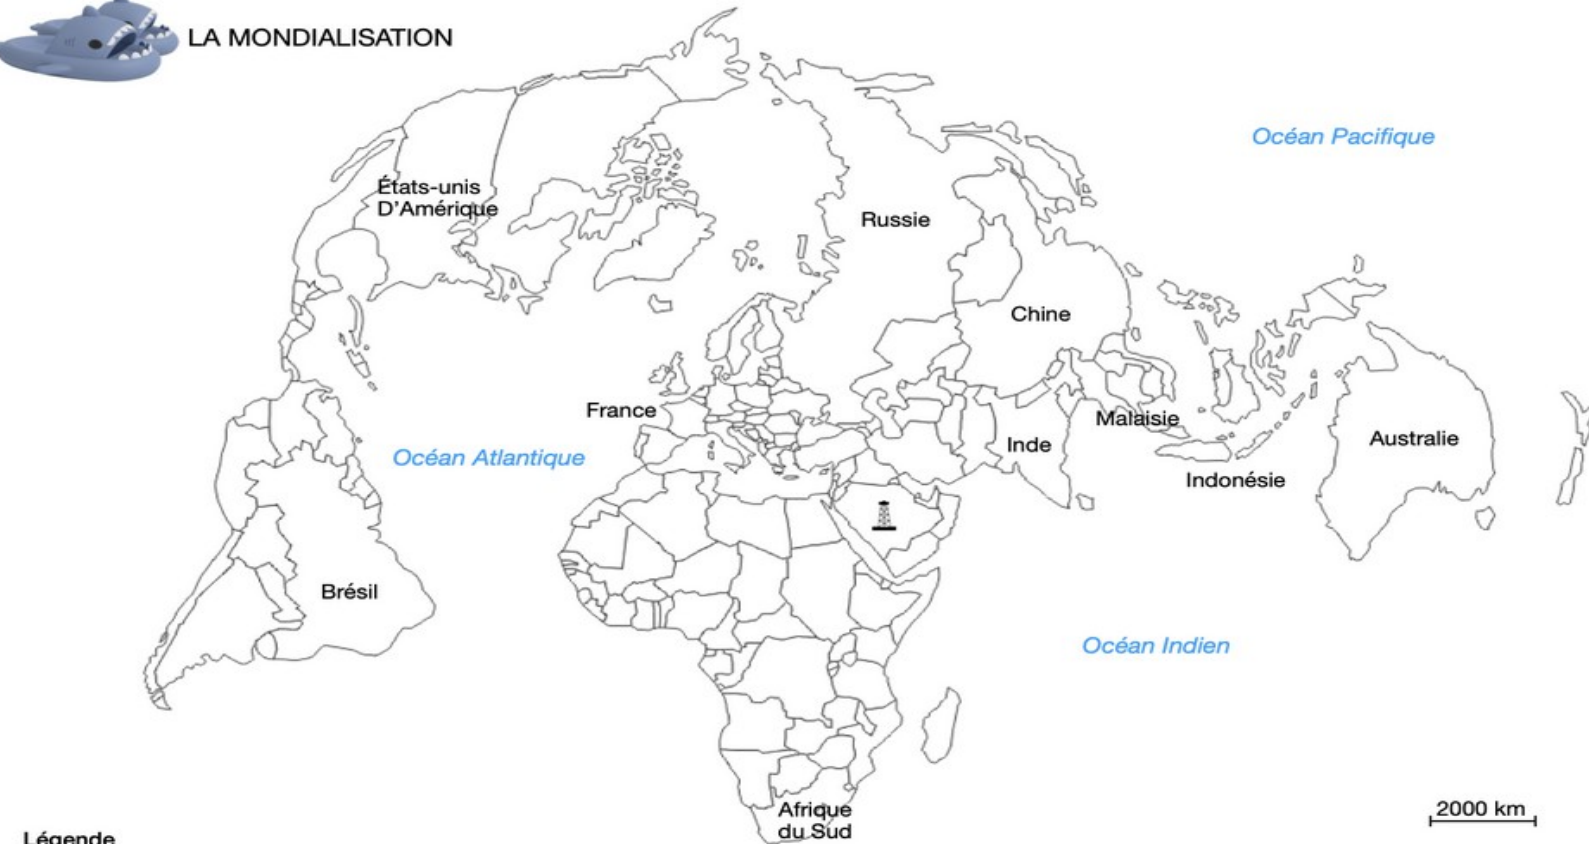 LA MONDIALISATION
Océan Pacifique
États-unis
D'Amérique
Russie
Chine
France
Malaisie
Océan Atlantique
Inde
Australie
Indonésie
Brésil
Océan Indien
Afrique
du Sud
2000 km
Légende